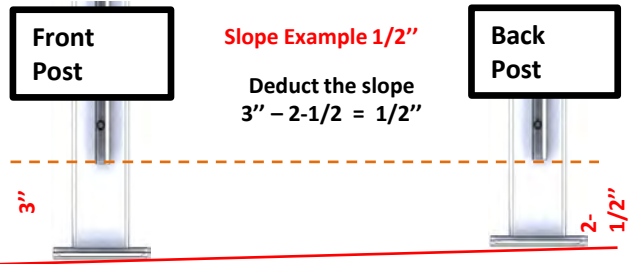 Front
Post
Slope Example 1/2’’
Deduct the slope
3’’ – 2-1/2 = 1/2’’
Back
Post
3’’
2-
1/2’’